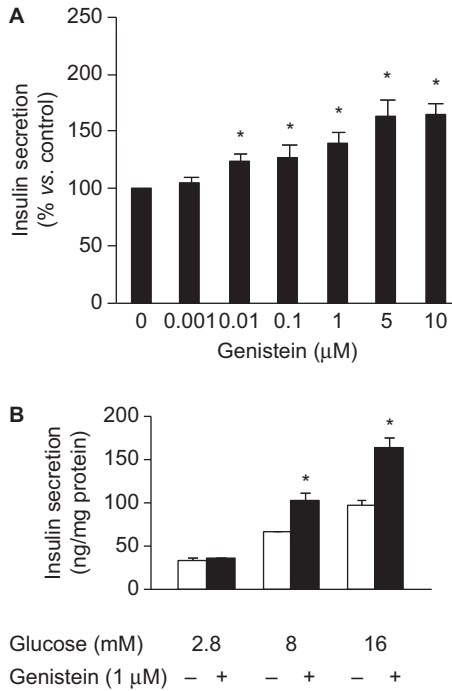 A
Insulin secretion
(% vs. control)
250
200
150
100
50
0
* * * * *
0 0.001 0.01 0.1 1 5 10
Genistein (μM)
B
Insulin secretion
(ng/mg protein)
200
150
100
50
0
* *
Glucose (mM) 2.8 8 16
Genistein (1 μM) – + – + – +